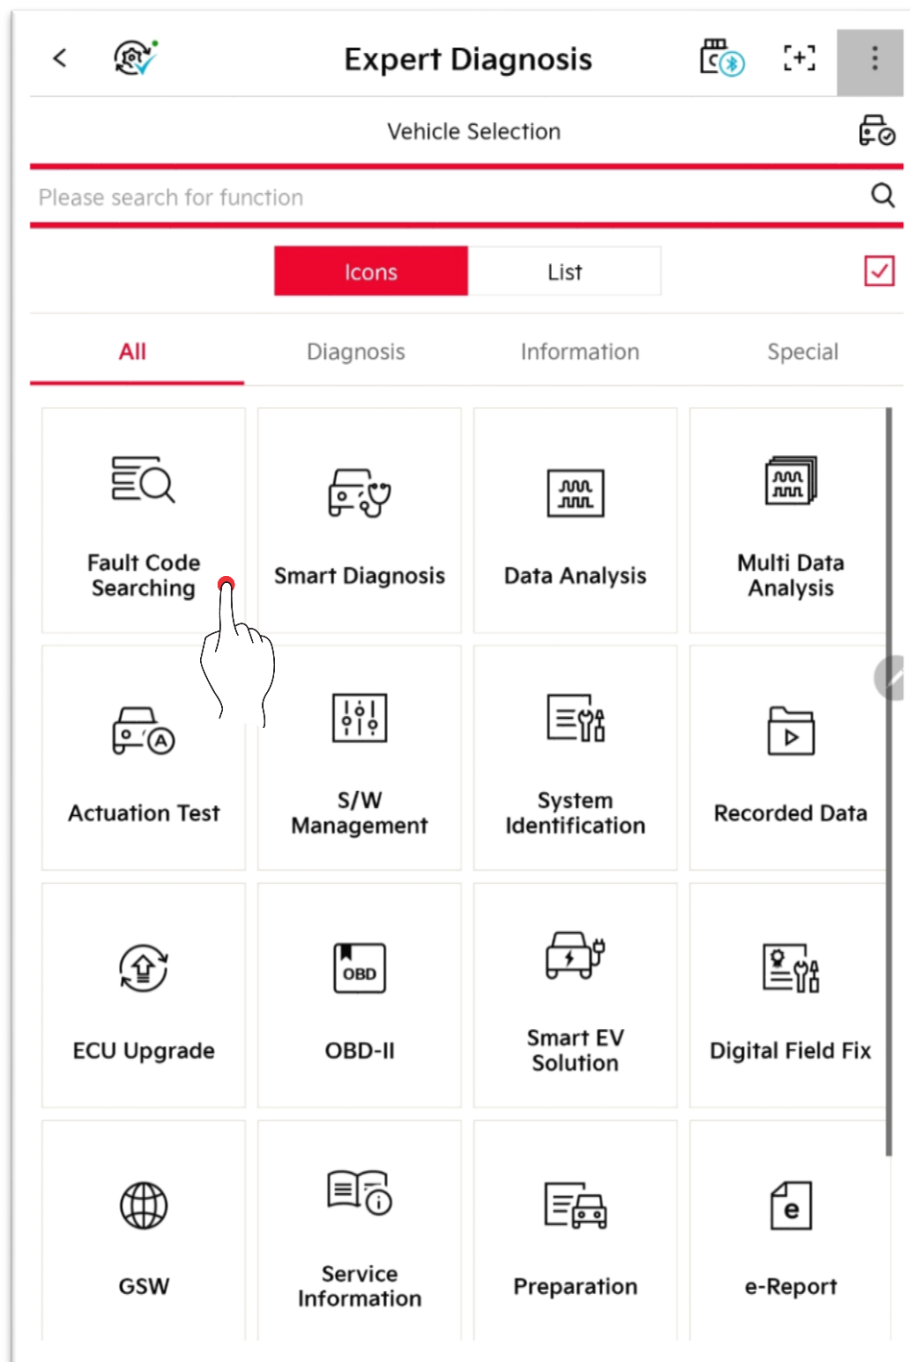 Expert Diagnosis
Vehicle Selection
Please search for function
Icons
List
All
Diagnosis
Information
Special
Fault Code
Searching
Smart Diagnosis
Data Analysis
Multi Data
Analysis
A
Actuation Test
S/W
Management
System
Identification
Recorded Data
ECU Upgrade
OBD
OBD-II
Smart EV
Solution
Digital Field Fix
GSW
Service
Information
Preparation
e
e-Report